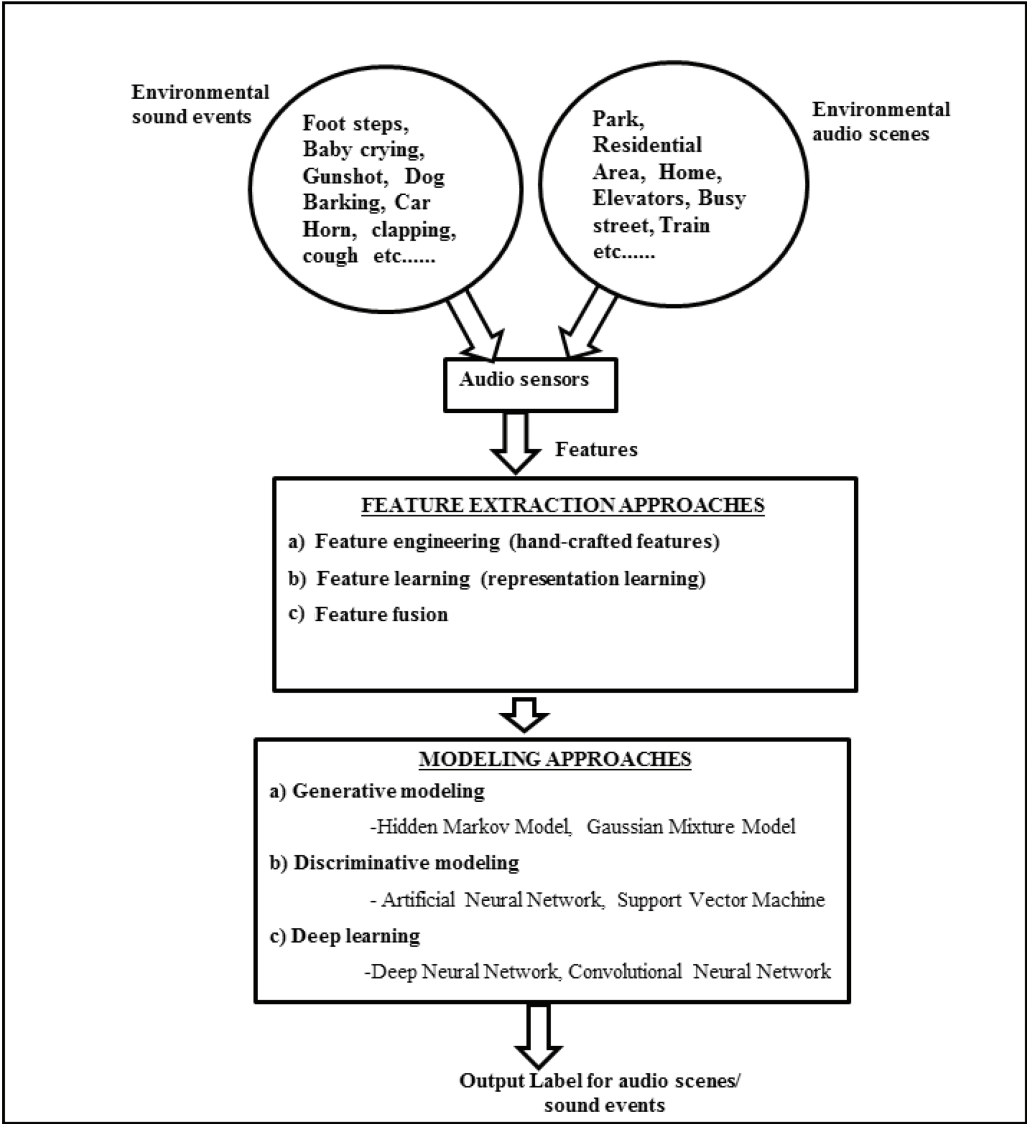 Environmental
sound events
Foot steps,
Baby crying,
Gunshot, Dog
Barking, Car
Horn, clapping,
cough etc......
Environmental
audio scenes
Park,
Residential
Area, Home,
Elevators, Busy
street, Train
etc......
Audio sensors
Features
FEATURE EXTRACTION APPROACHES
a) Feature engineering (hand-crafted features)
b) Feature learning (representation learning)
c) Feature fusion
MODELING APPROACHES
a) Generative modeling
-Hidden Markov Model, Gaussian Mixture Model
b) Discriminative modeling
- Artificial Neural Network, Support Vector Machine
c) Deep learning
-Deep Neural Network, Convolutional Neural Network
Output Label for audio scenes/
sound events